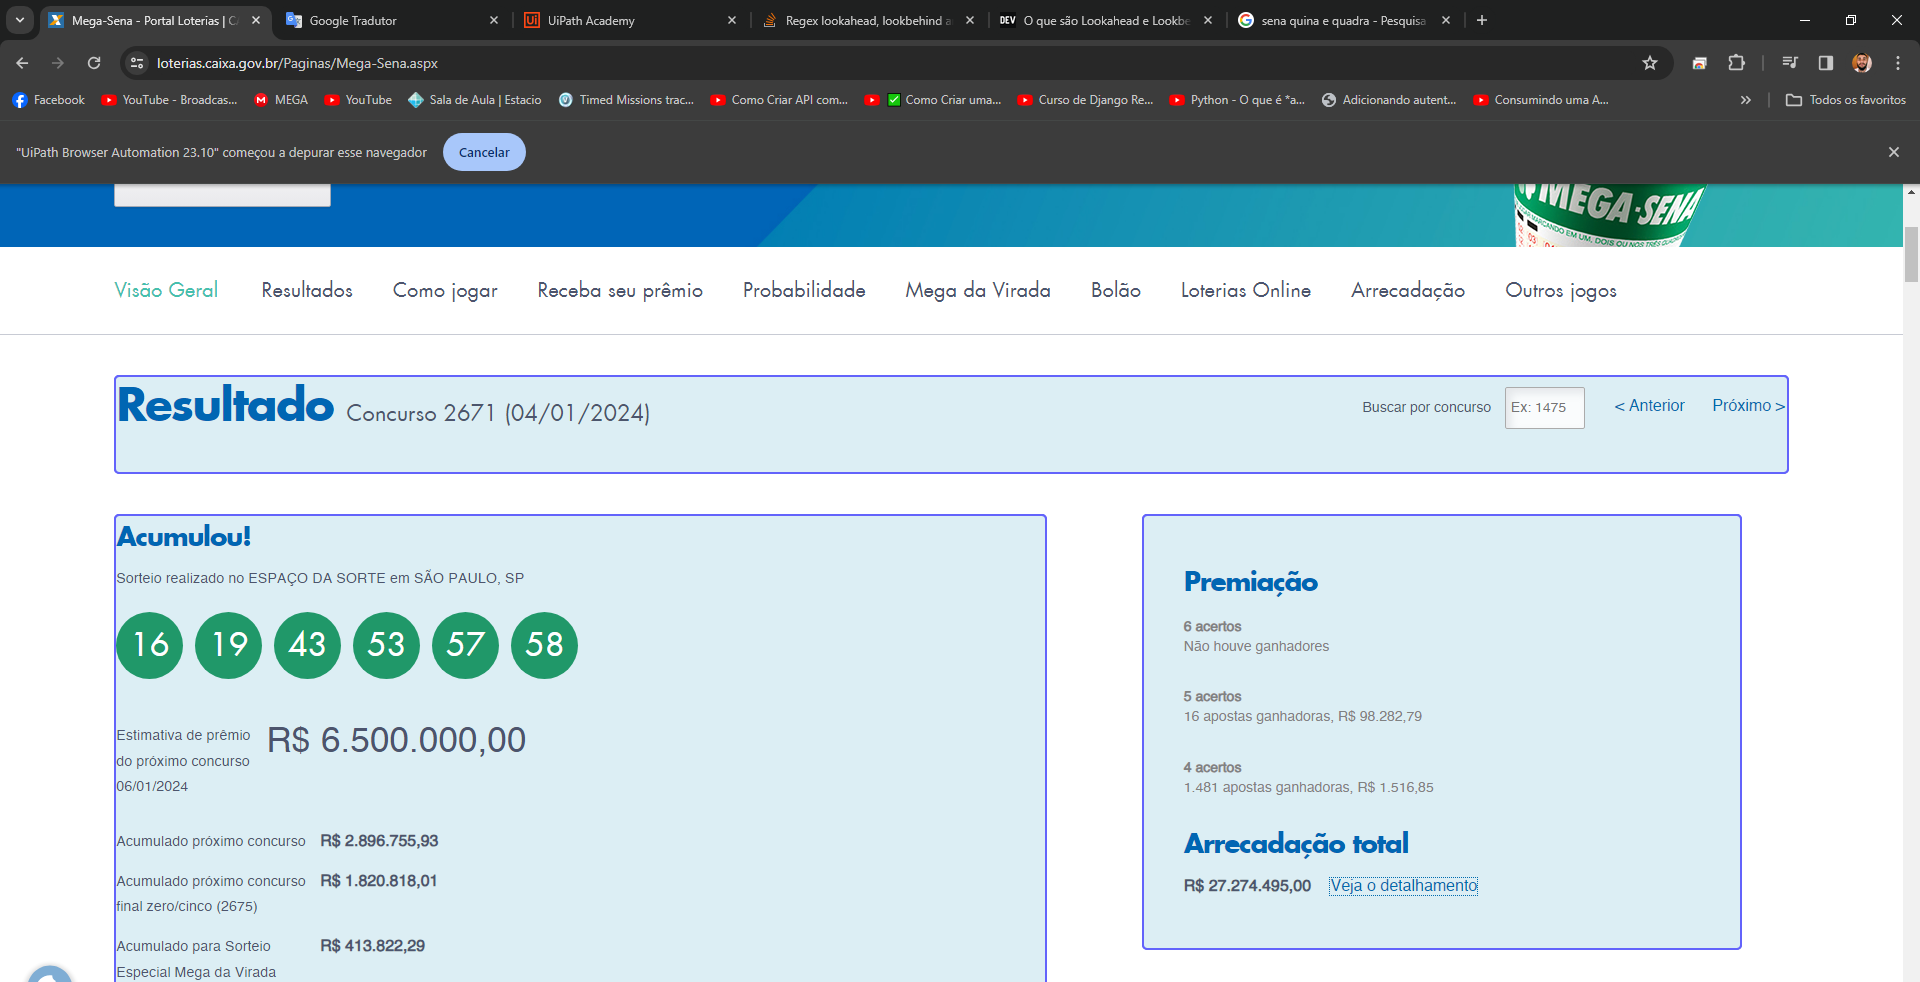 Mega-Sena - Portal Loterias | CA
Google Tradutor
UiPath Academy
Regex lookahead, lookbehind a
DEV O que são Lookahead e Lookbe
sena quina e quadra - Pesquisa
loterias.caixa.gov.br/Paginas/Mega-Sena.aspx
Facebook
YouTube - Broadcas...
MEGA
YouTube
Sala de Aula | Estacio
Timed Missions trac...
Como Criar API com...
Como Criar uma...
Curso de Django Re...
Python - O que é *a...
Adicionando autent...
Consumindo uma A...
Todos os favoritos
"UiPath Browser Automation 23.10" começou a depurar esse navegador
Cancelar
MEGA-SENA
MARCANDO EM UM, DOIS OU NOS TRÊS
Visão Geral
Resultados
Como jogar
Receba seu prêmio
Probabilidade
Mega da Virada
Bolão
Loterias Online
Arrecadação
Outros jogos
Resultado Concurso 2671 (04/01/2024)
Buscar por concurso
Ex: 1475
< Anterior
Próximo >
Acumulou!
Sorteio realizado no ESPAÇO DA SORTE em SÃO PAULO, SP
16 19 43 53 57 58
Estimativa de prêmio
do próximo concurso
06/01/2024
R$ 6.500.000,00
Acumulado próximo concurso R$ 2.896.755,93
Acumulado próximo concurso R$ 1.820.818,01
final zero/cinco (2675)
Acumulado para Sorteio R$ 413.822,29
Especial Mega da Virada
Premiação
6 acertos
Não houve ganhadores
5 acertos
16 apostas ganhadoras, R$ 98.282,79
4 acertos
1.481 apostas ganhadoras, R$ 1.516,85
Arrecadação total
R$ 27.274.495,00 Veja o detalhamento